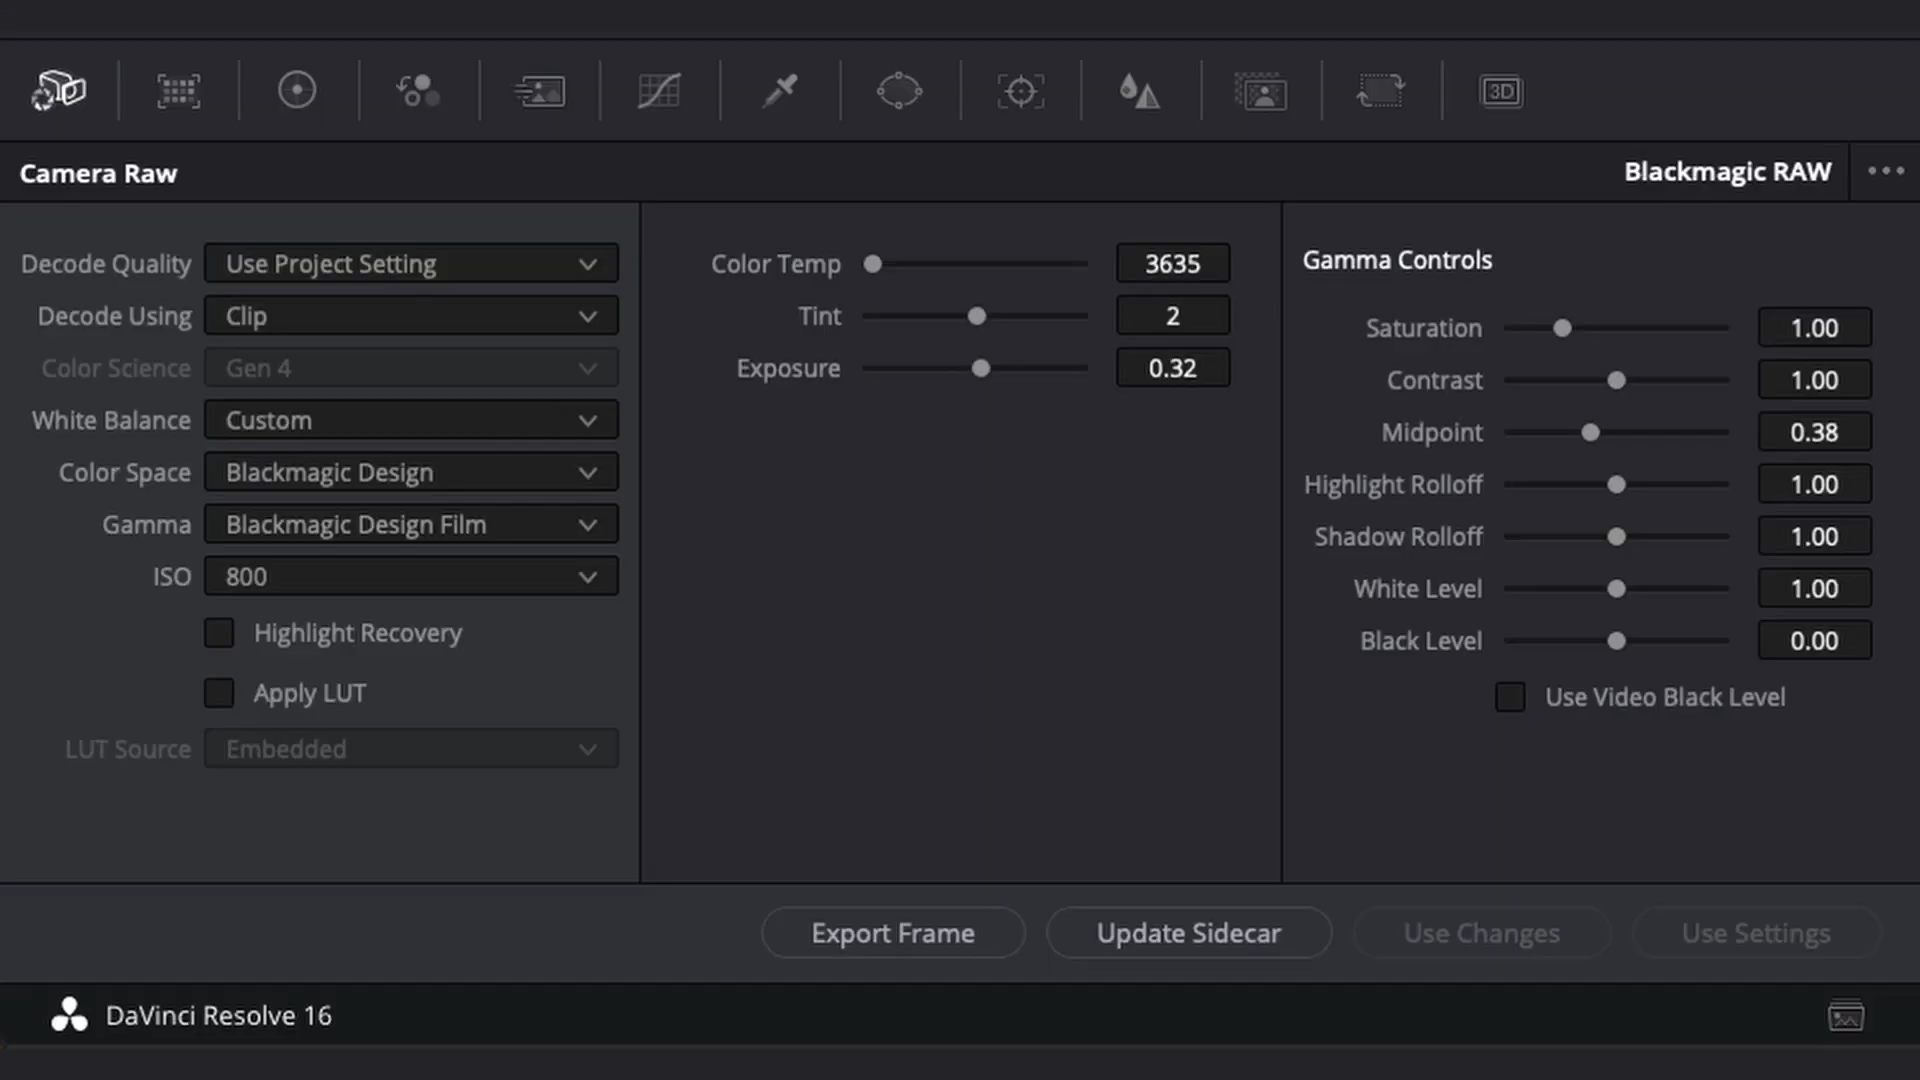 3D
Camera Raw
Blackmagic RAW
Decode Quality Use Project Setting
Decode Using Clip
Color Science Gen 4
White Balance Custom
Color Space Blackmagic Design
Gamma Blackmagic Design Film
ISO 800
Highlight Recovery
Apply LUT
LUT Source Embedded
Color Temp 3635
Tint 2
Exposure 0.32
Gamma Controls
Saturation 1.00
Contrast 1.00
Midpoint 0.38
Highlight Rolloff 1.00
Shadow Rolloff 1.00
White Level 1.00
Black Level 0.00
Use Video Black Level
Export Frame
Update Sidecar
Use Changes
Use Settings
DaVinci Resolve 16